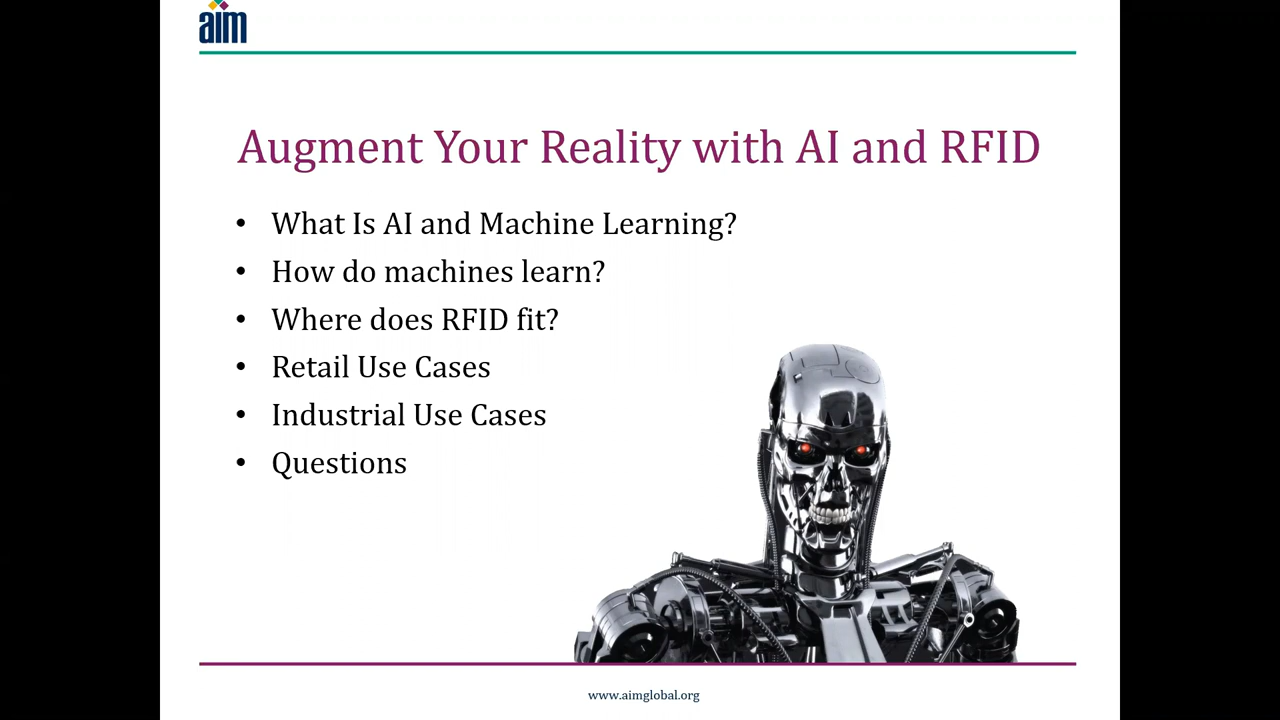 aim
Augment Your Reality with AI and RFID
• What Is AI and Machine Learning?
• How do machines learn?
• Where does RFID fit?
• Retail Use Cases
• Industrial Use Cases
• Questions
www.aimglobal.org